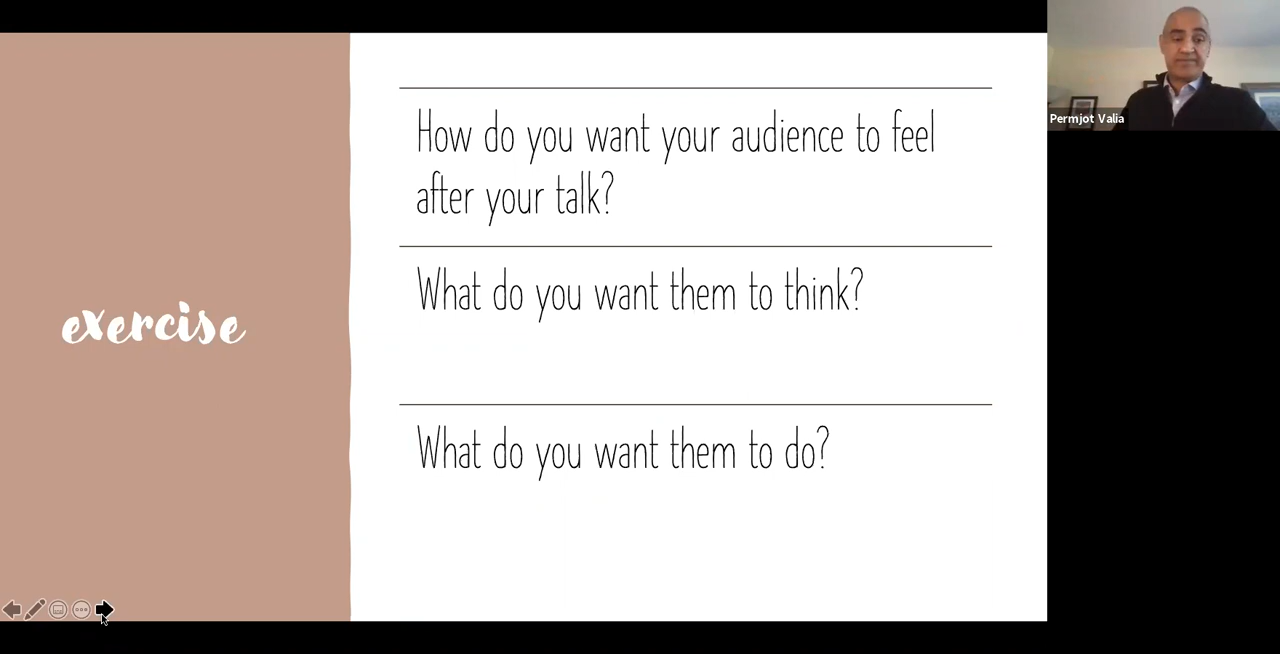 exercise
How do you want your audience to feel
after your talk?
What do you want them to think?
What do you want them to do?
Permjot Valia